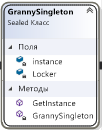 GrannySingleton
Sealed Класс
Поля
instance
Locker
Методы
GetInstance
GrannySingleton